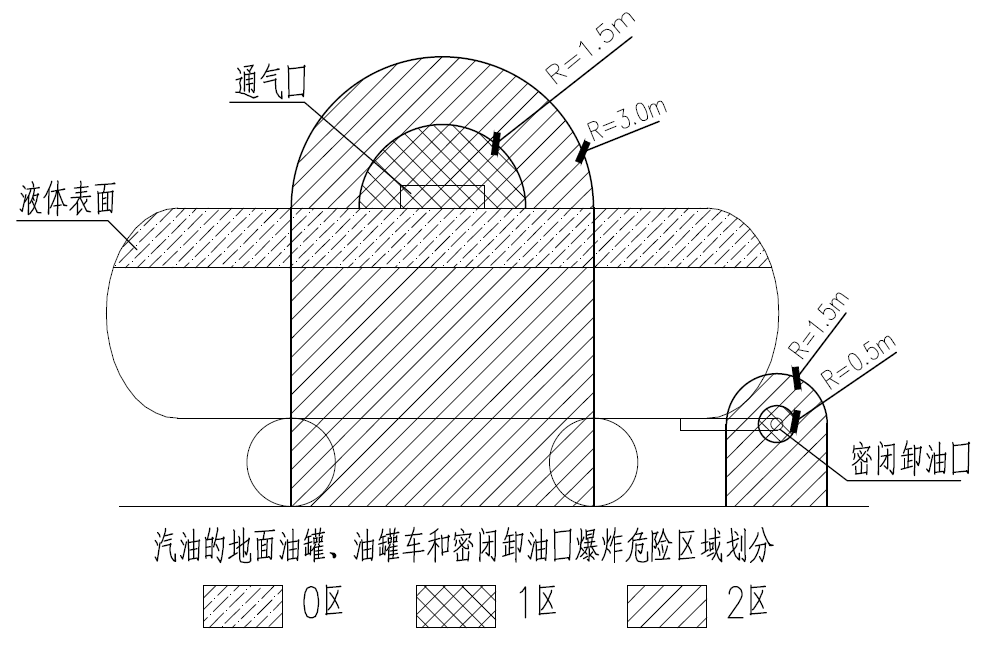 R=1.5m
通气口
R=3.0m
液体表面
R=1.5m
R=0.5m
密闭卸油口
汽油的地面油罐、油罐车和密闭卸油口爆炸危险区域划分
0区
1区
2区